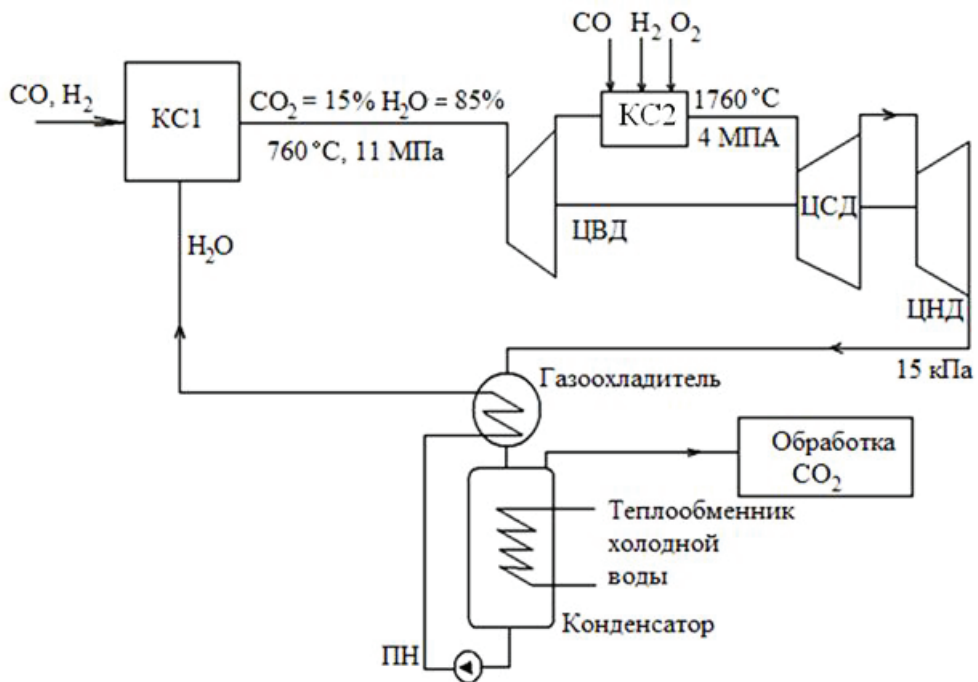 CO H₂ O₂
CO, H₂
КС1
CO₂ = 15% H₂O = 85%
760 °C, 11 МПа
КС2
1760 °C
4 МПА
ЦВД
ЦСД
ЦНД
H₂O
15 кПа
Газоохладитель
Обработка
CO₂
Теплообменник
холодной
воды
Конденсатор
ПН